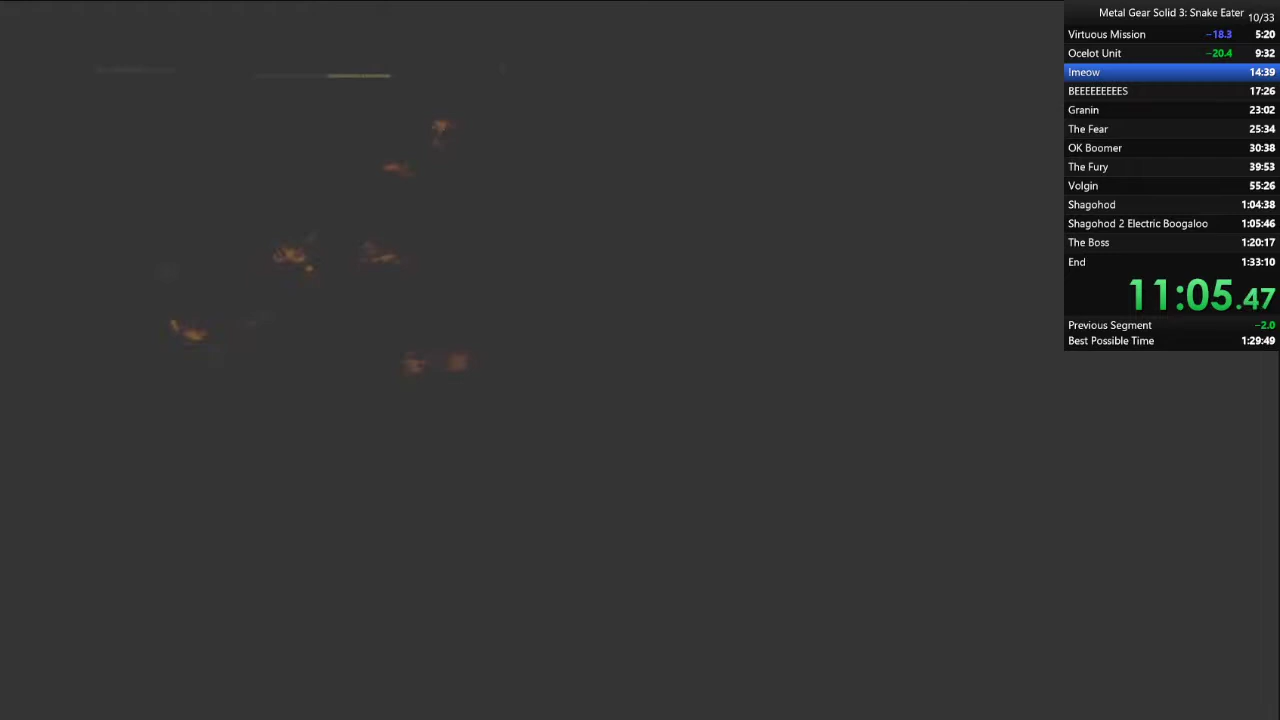 Metal Gear Solid 3: Snake Eater 10/33
Virtuous Mission −18.3 5:20
Ocelot Unit −20.4 9:32
!meow 14:39
BEEEEEEEEES 17:26
Granin 23:02
The Fear 25:34
OK Boomer 30:38
The Fury 39:53
Volgin 55:26
Shagohod 1:04:38
Shagohod 2 Electric Boogaloo 1:05:46
The Boss 1:20:17
End 1:33:10
11:05.47
Previous Segment −2.0
Best Possible Time 1:29:49